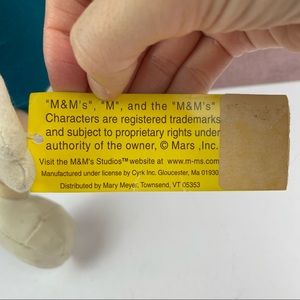 "M&M's", "M", and the "M&M's"
Characters are registered trademarks
and subject to proprietary rights under
authority of the owner, © Mars ,Inc.
Visit the M&M's Studios™ website at www.m-ms.com
Manufactured under license by Cyrk Inc. Gloucester, Ma 01930
Distributed by Mary Meyer, Townsend, VT 05353